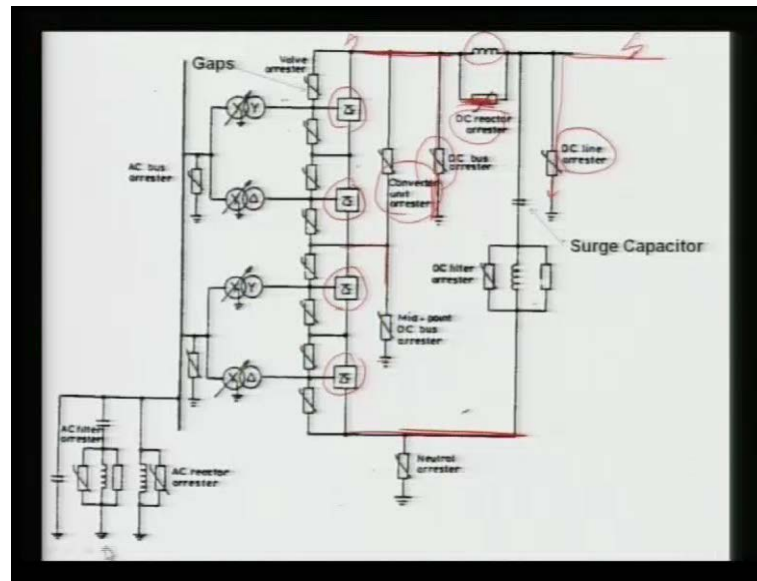 Gaps
Valve
arrester
AC bus
arrester
DC reactor
arrester
DC bus
arrester
Converter
unit
arrester
DC line
arrester
Surge Capacitor
DC filter
arrester
Mid-point
DC bus
arrester
AC filter
arrester
AC reactor
arrester
Neutral
arrester
X
Y
X
Δ
X
Y
X
Δ